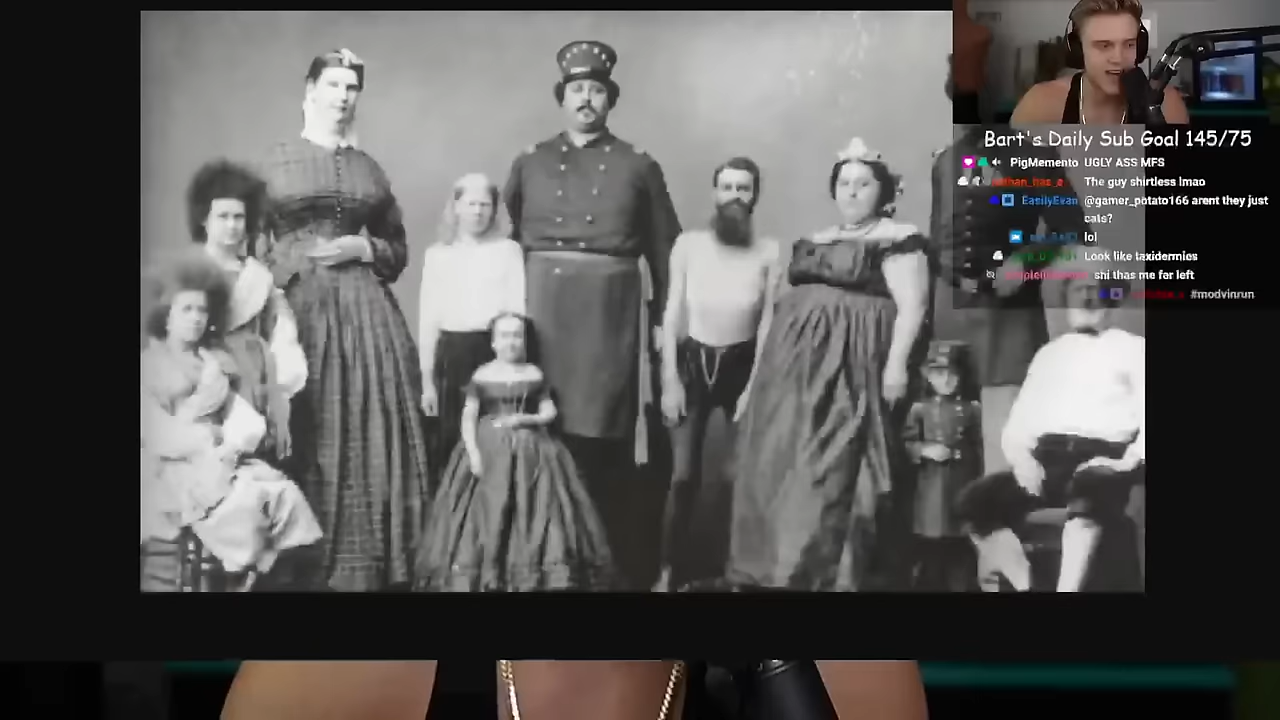 Bart's Daily Sub Goal 145/75
PigMemento UGLY ASS MFS
The guy shirtless lmao
EasilyEvan @gamer_potato166 arent they just
cats?
lol
Look like taxidermies
shi thas me far left
#modvinrun